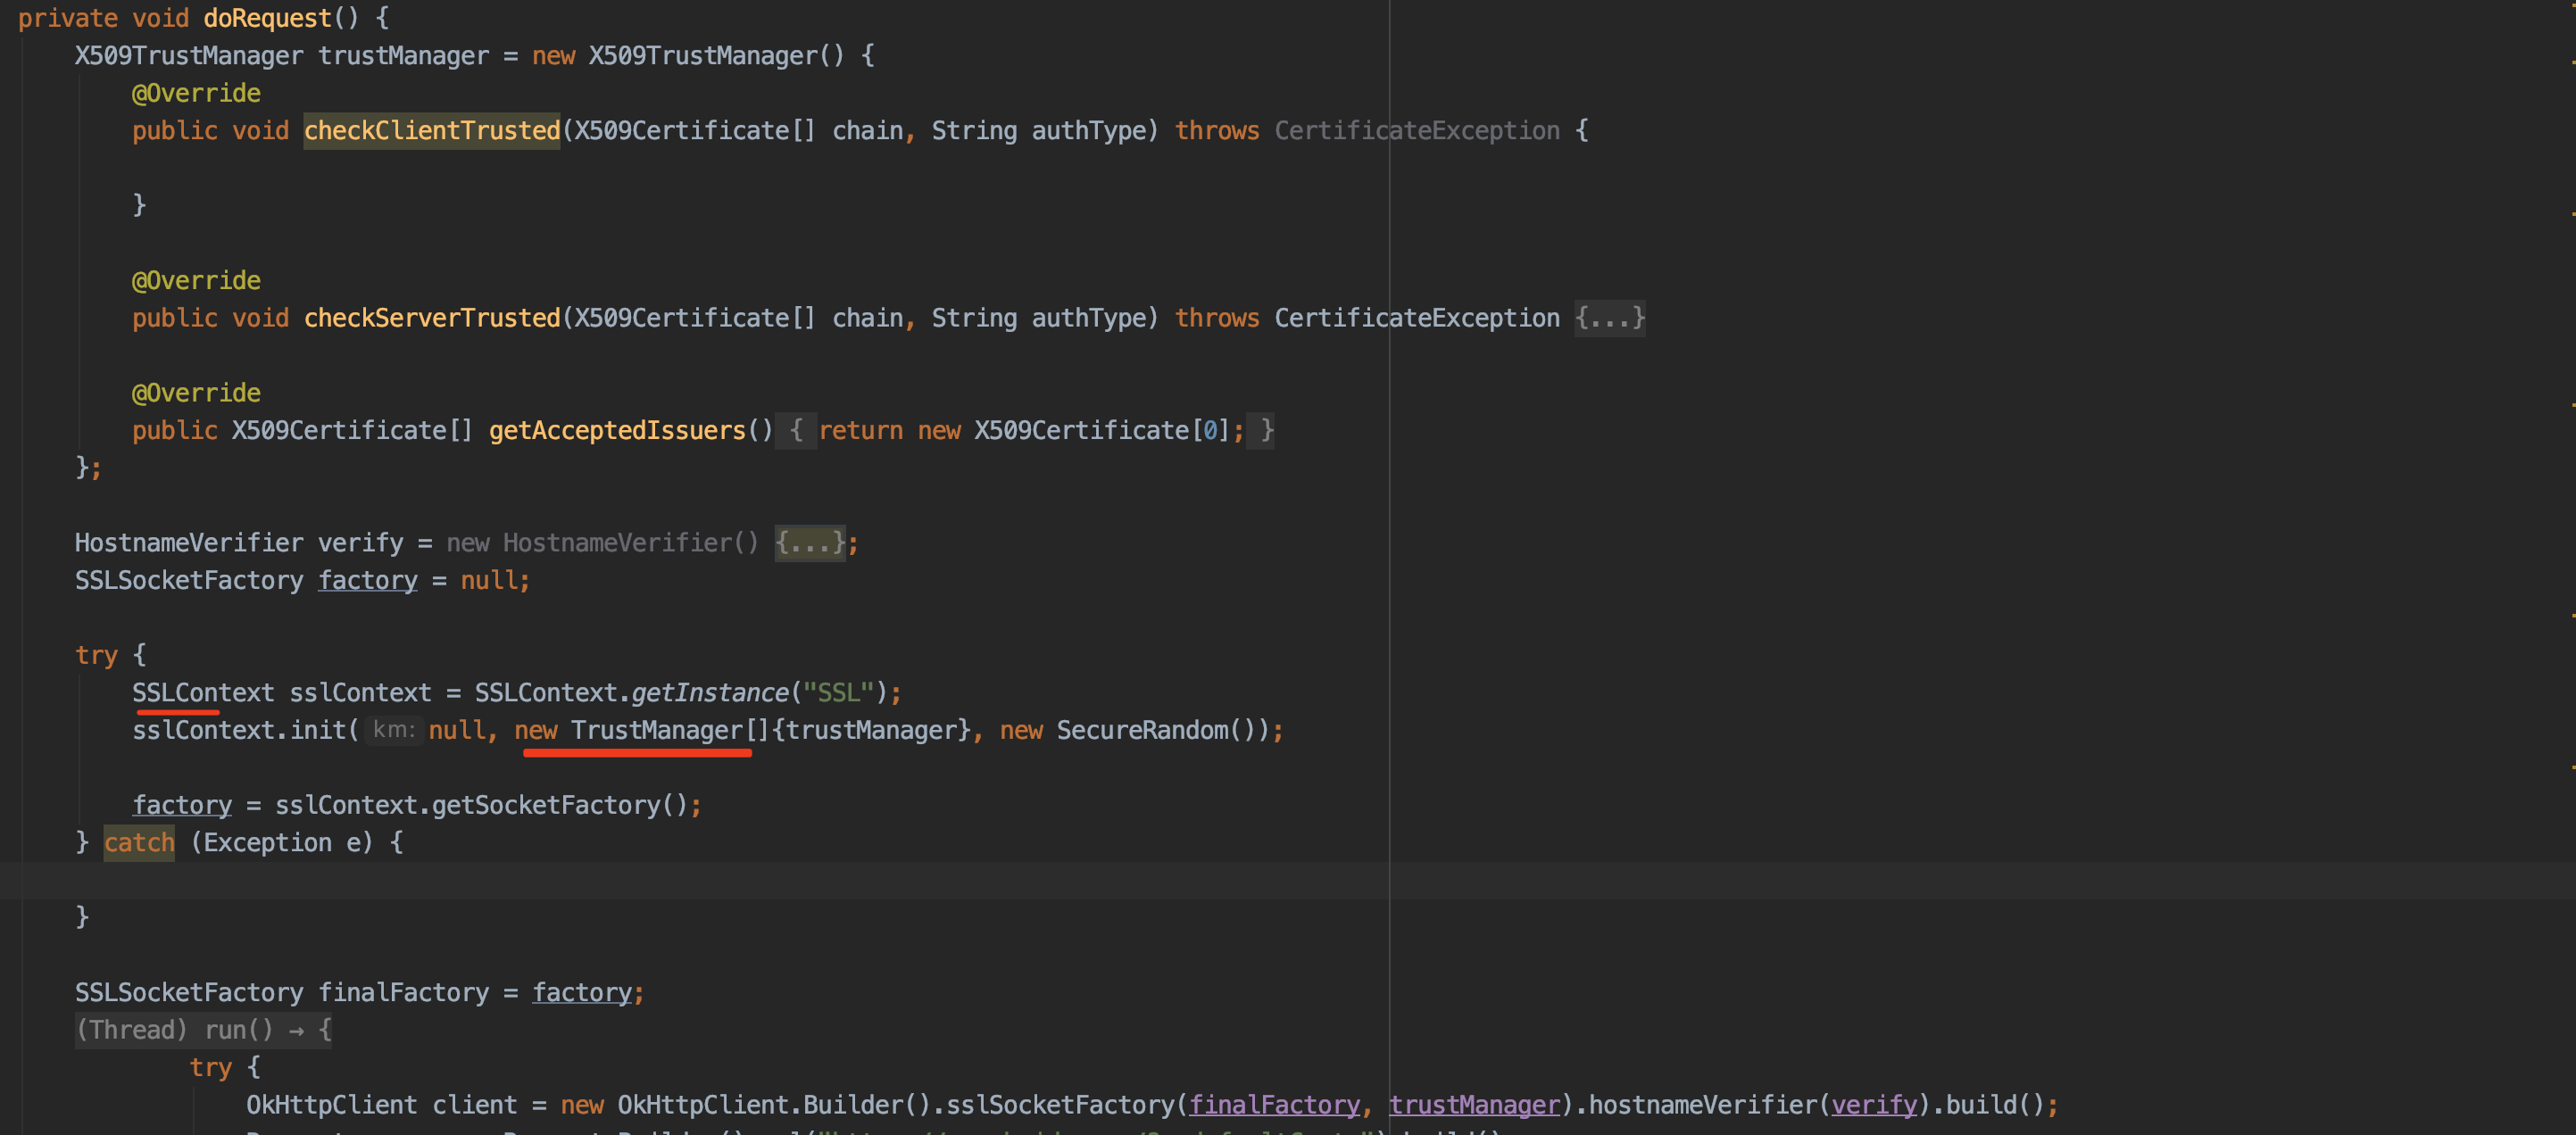 private void doRequest() {
X509TrustManager trustManager = new X509TrustManager() {
@Override
public void checkClientTrusted(X509Certificate[] chain, String authType) throws CertificateException {
}
@Override
public void checkServerTrusted(X509Certificate[] chain, String authType) throws CertificateException {...}
@Override
public X509Certificate[] getAcceptedIssuers() { return new X509Certificate[0]; }
};
HostnameVerifier verify = new HostnameVerifier() {...};
SSLSocketFactory factory = null;
try {
SSLContext sslContext = SSLContext.getInstance("SSL");
sslContext.init( km: null, new TrustManager[]{trustManager}, new SecureRandom());
factory = sslContext.getSocketFactory();
} catch (Exception e) {
}
SSLSocketFactory finalFactory = factory;
(Thread) run() → {
try {
OkHttpClient client = new OkHttpClient.Builder().sslSocketFactory(finalFactory, trustManager).hostnameVerifier(verify).build();